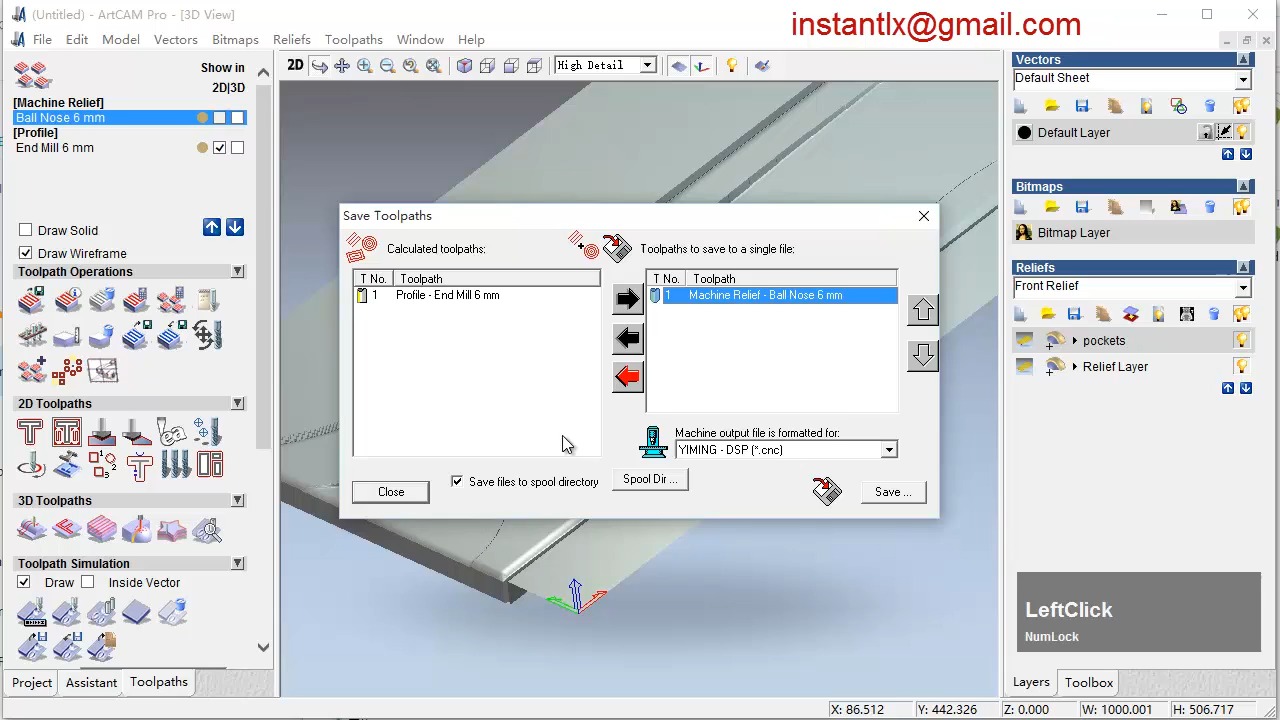 (Untitled) - ArtCAM Pro - [3D View]
instantlx@gmail.com
File Edit Model Vectors Bitmaps Reliefs Toolpaths Window Help
Show in
2D|3D
[Machine Relief]
Ball Nose 6 mm
[Profile]
End Mill 6 mm
Draw Solid
Draw Wireframe
Toolpath Operations
2D Toolpaths
3D Toolpaths
Toolpath Simulation
Draw Inside Vector
Project Assistant Toolpaths
2D High Detail
Save Toolpaths
Calculated toolpaths:
T No. Toolpath
1 Profile - End Mill 6 mm
Toolpaths to save to a single file:
T No. Toolpath
1 Machine Relief - Ball Nose 6 mm
Machine output file is formatted for:
YIMING - DSP (*.cnc)
Save files to spool directory
Spool Dir ...
Close
Save ...
Vectors
Default Sheet
Default Layer
Bitmaps
Bitmap Layer
Reliefs
Front Relief
pockets
Relief Layer
LeftClick
NumLock
Layers Toolbox
X: 86.512 Y: 442.326 Z: 0.000 W: 1000.001 H: 506.717